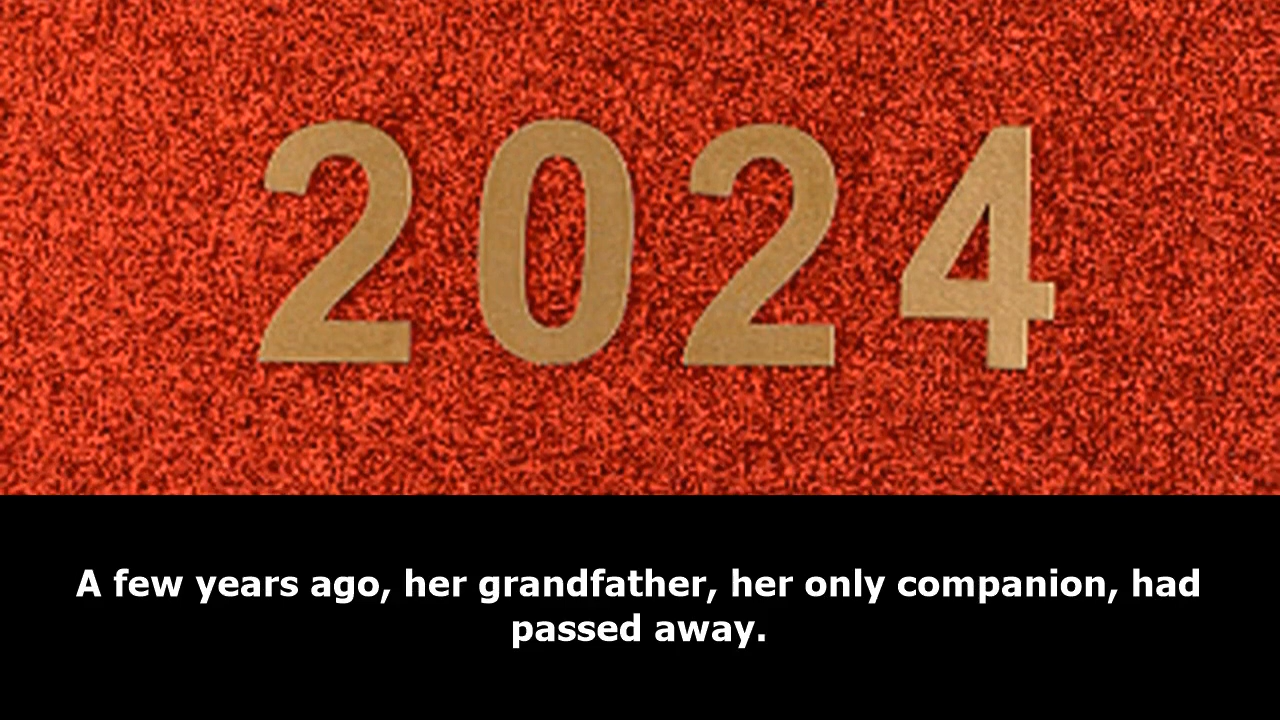 2024
A few years ago, her grandfather, her only companion, had
passed away.